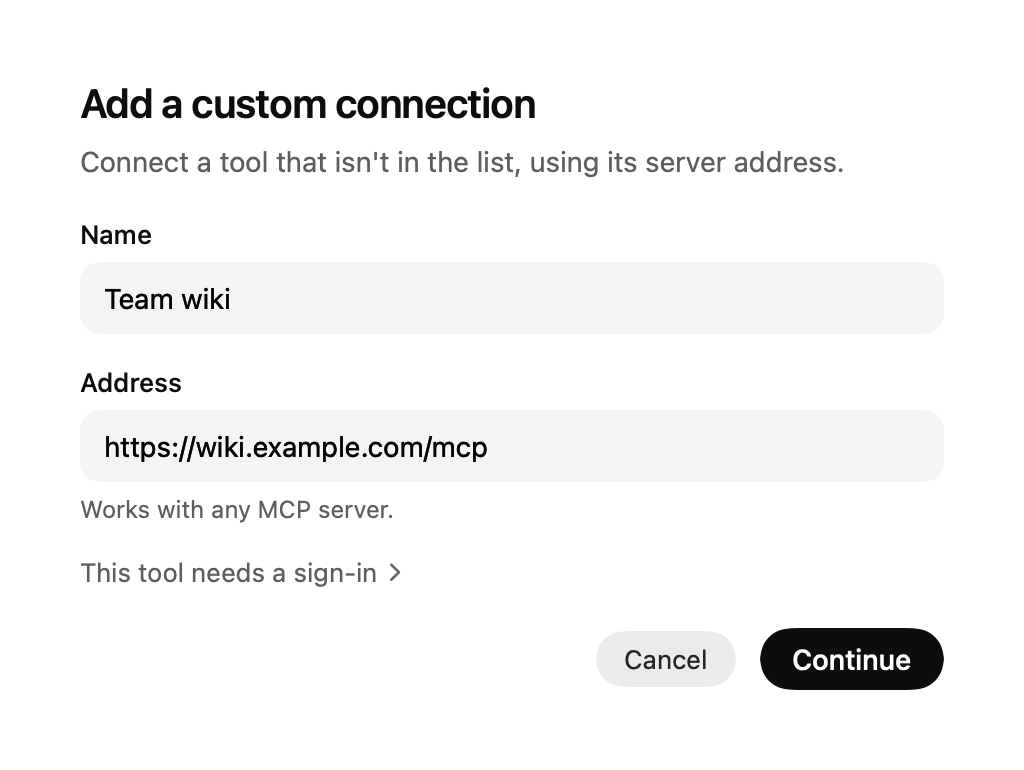 Add a custom connection
Connect a tool that isn't in the list, using its server address.
Name
Team wiki
Address
https://wiki.example.com/mcp
Works with any MCP server.
This tool needs a sign-in
Cancel
Continue